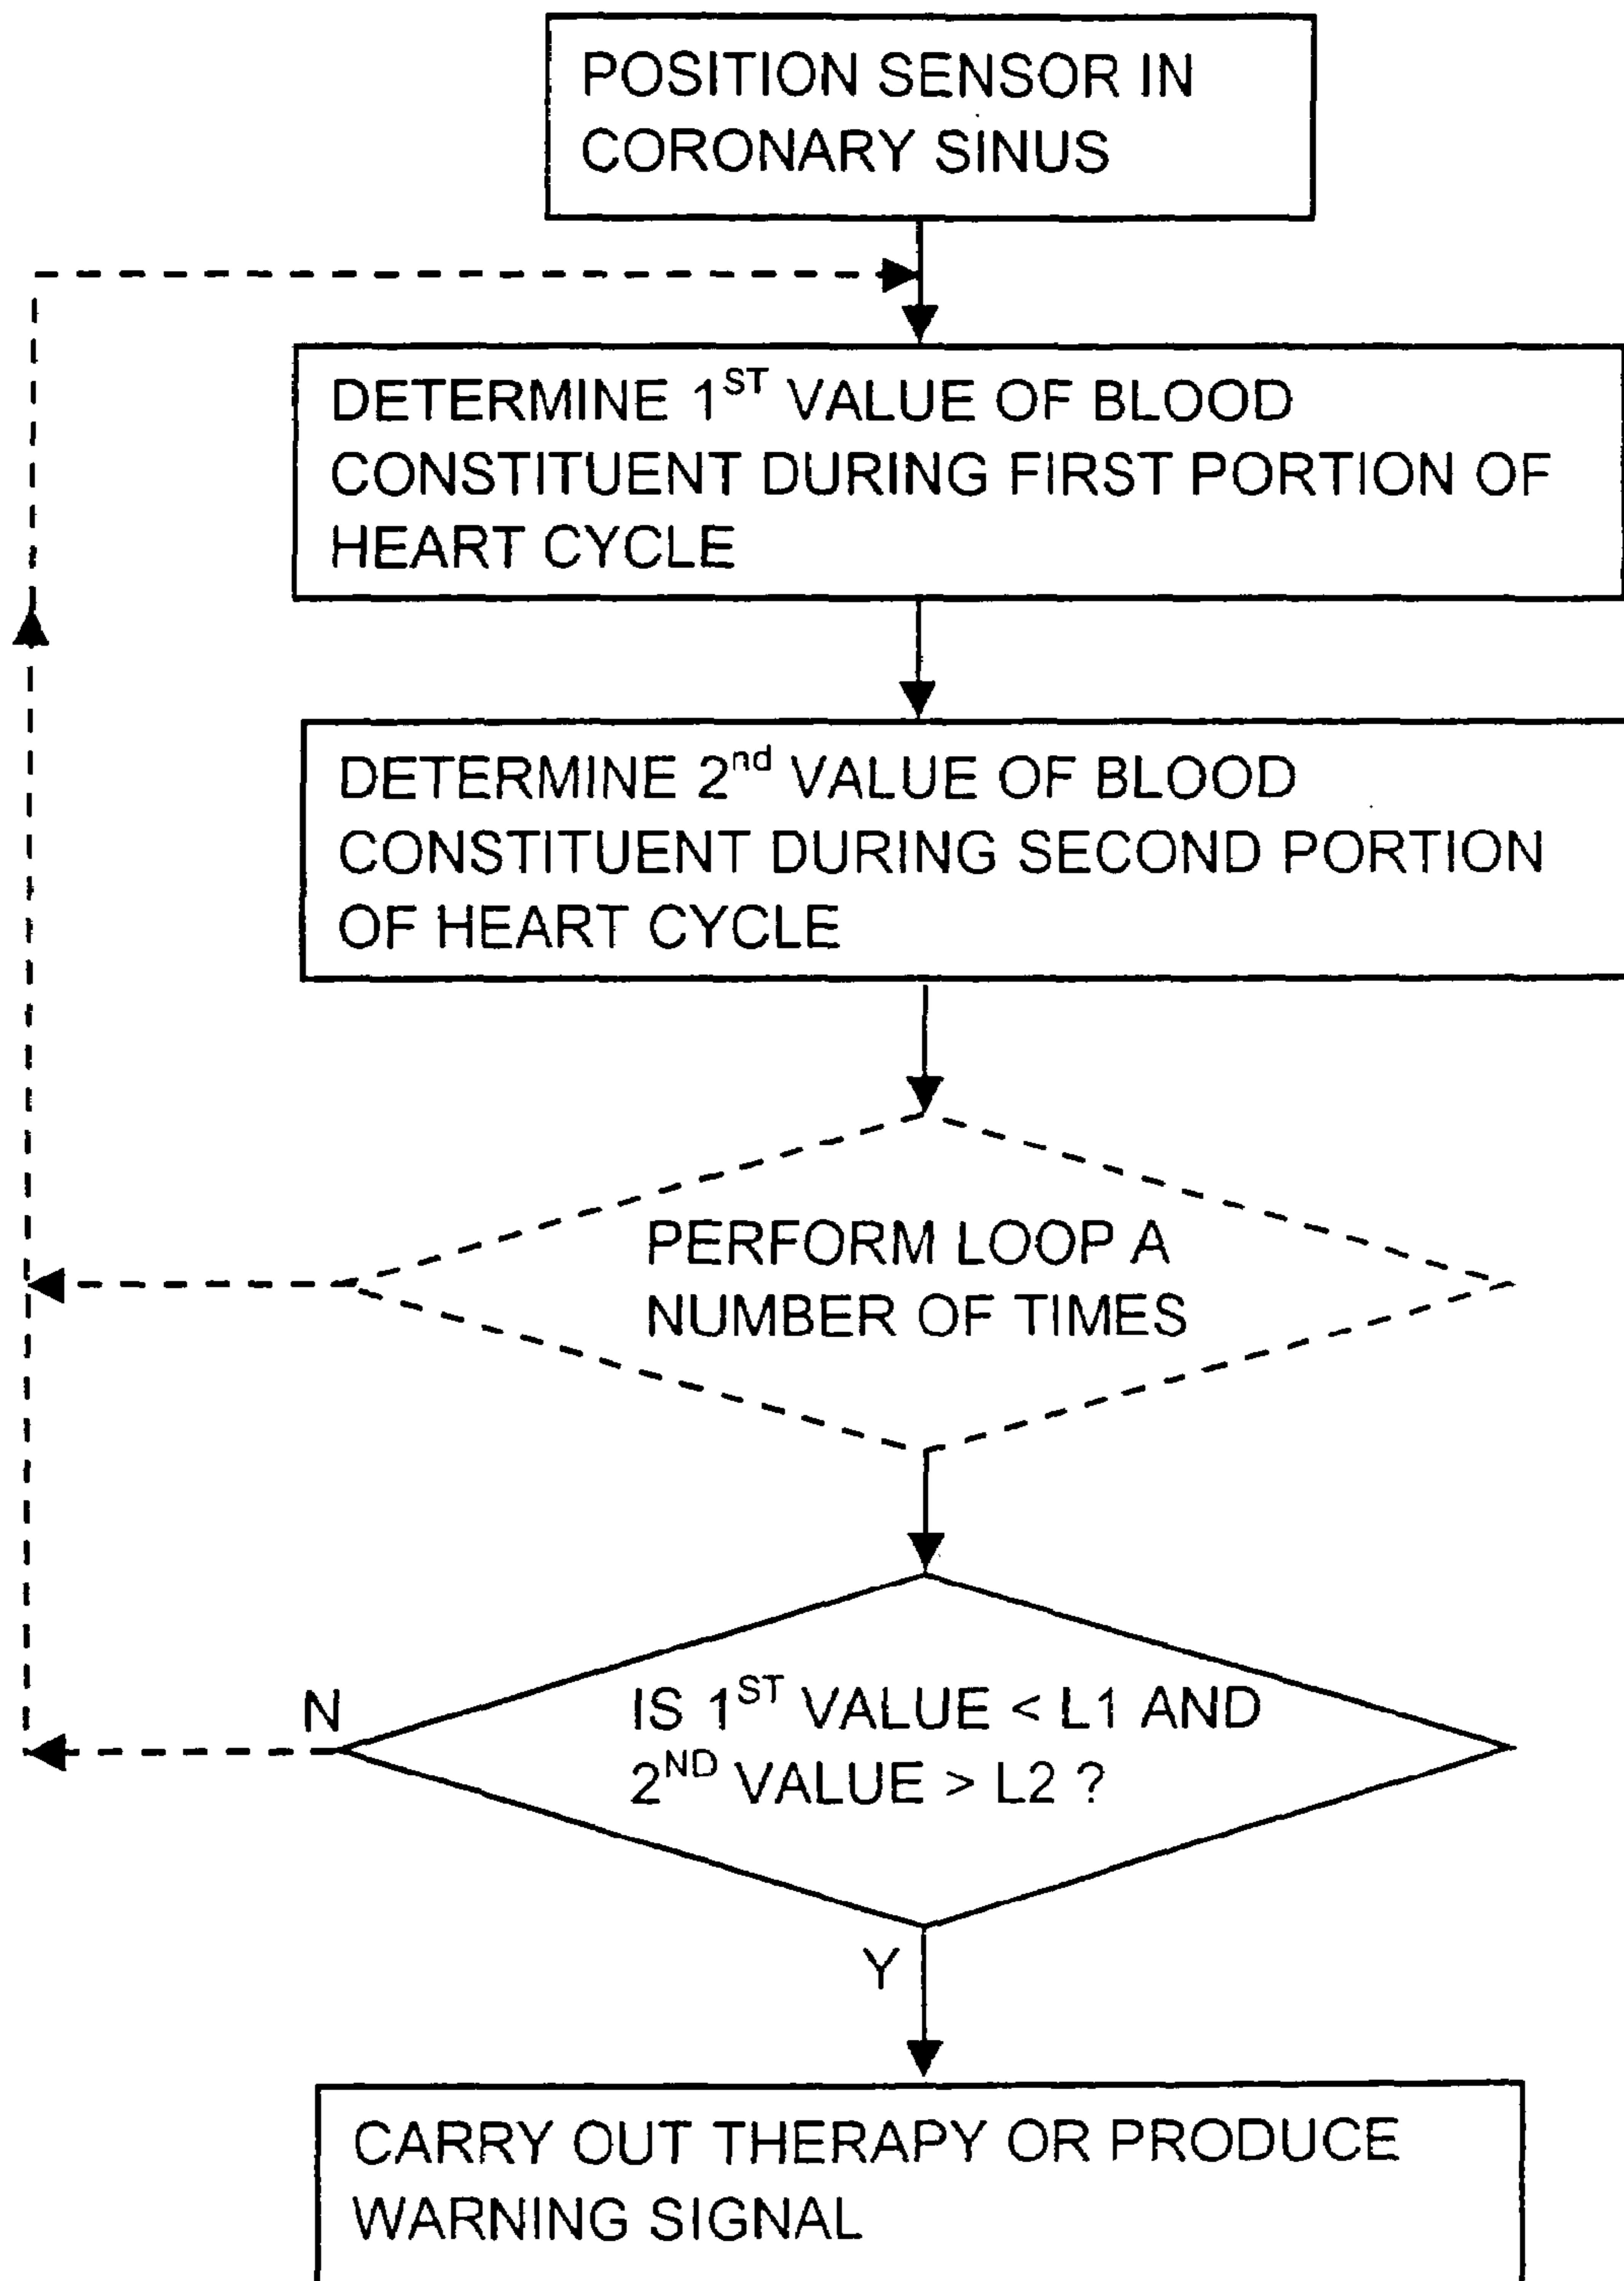 POSITION SENSOR IN
CORONARY SINUS
DETERMINE 1ST VALUE OF BLOOD
CONSTITUENT DURING FIRST PORTION OF
HEART CYCLE
DETERMINE 2nd VALUE OF BLOOD
CONSTITUENT DURING SECOND PORTION
OF HEART CYCLE
PERFORM LOOP A
NUMBER OF TIMES
N
IS 1ST VALUE < L1 AND
2ND VALUE > L2 ?
Y
CARRY OUT THERAPY OR PRODUCE
WARNING SIGNAL